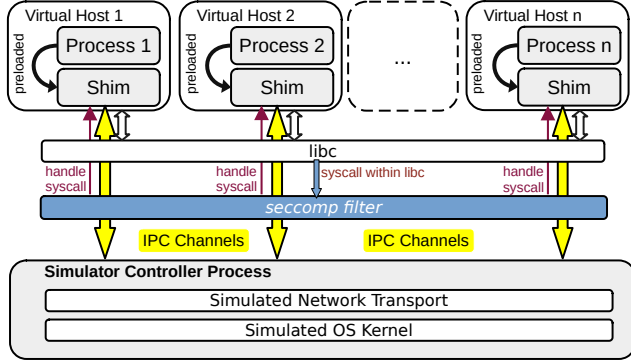 Virtual Host 1
preloaded
Process 1
Shim
Virtual Host 2
preloaded
Process 2
Shim
...
Virtual Host n
preloaded
Process n
Shim
libc
handle
syscall
handle
syscall
syscall within libc
handle
syscall
seccomp filter
IPC Channels
IPC Channels
Simulator Controller Process
Simulated Network Transport
Simulated OS Kernel